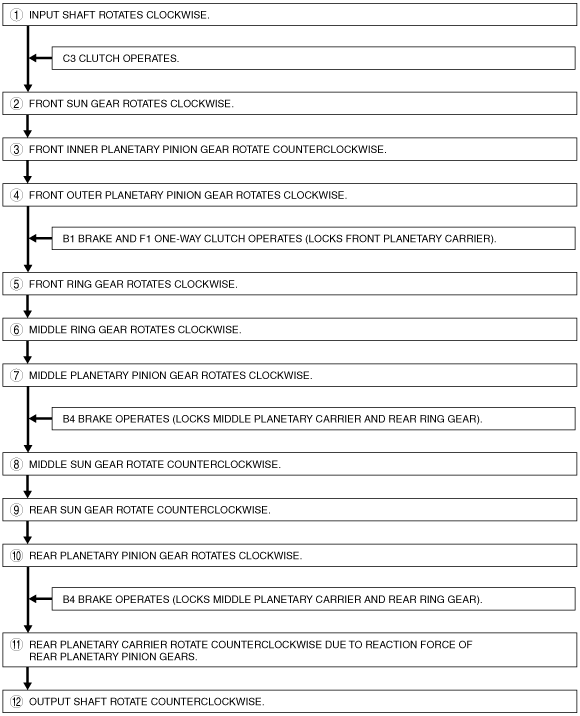 ① INPUT SHAFT ROTATES CLOCKWISE.
C3 CLUTCH OPERATES.
② FRONT SUN GEAR ROTATES CLOCKWISE.
③ FRONT INNER PLANETARY PINION GEAR ROTATE COUNTERCLOCKWISE.
④ FRONT OUTER PLANETARY PINION GEAR ROTATES CLOCKWISE.
B1 BRAKE AND F1 ONE-WAY CLUTCH OPERATES (LOCKS FRONT PLANETARY CARRIER).
⑤ FRONT RING GEAR ROTATES CLOCKWISE.
⑥ MIDDLE RING GEAR ROTATES CLOCKWISE.
⑦ MIDDLE PLANETARY PINION GEAR ROTATES CLOCKWISE.
B4 BRAKE OPERATES (LOCKS MIDDLE PLANETARY CARRIER AND REAR RING GEAR).
⑧ MIDDLE SUN GEAR ROTATE COUNTERCLOCKWISE.
⑨ REAR SUN GEAR ROTATE COUNTERCLOCKWISE.
⑩ REAR PLANETARY PINION GEAR ROTATES CLOCKWISE.
B4 BRAKE OPERATES (LOCKS MIDDLE PLANETARY CARRIER AND REAR RING GEAR).
⑪ REAR PLANETARY CARRIER ROTATE COUNTERCLOCKWISE DUE TO REACTION FORCE OF
REAR PLANETARY PINION GEARS.
⑫ OUTPUT SHAFT ROTATE COUNTERCLOCKWISE.